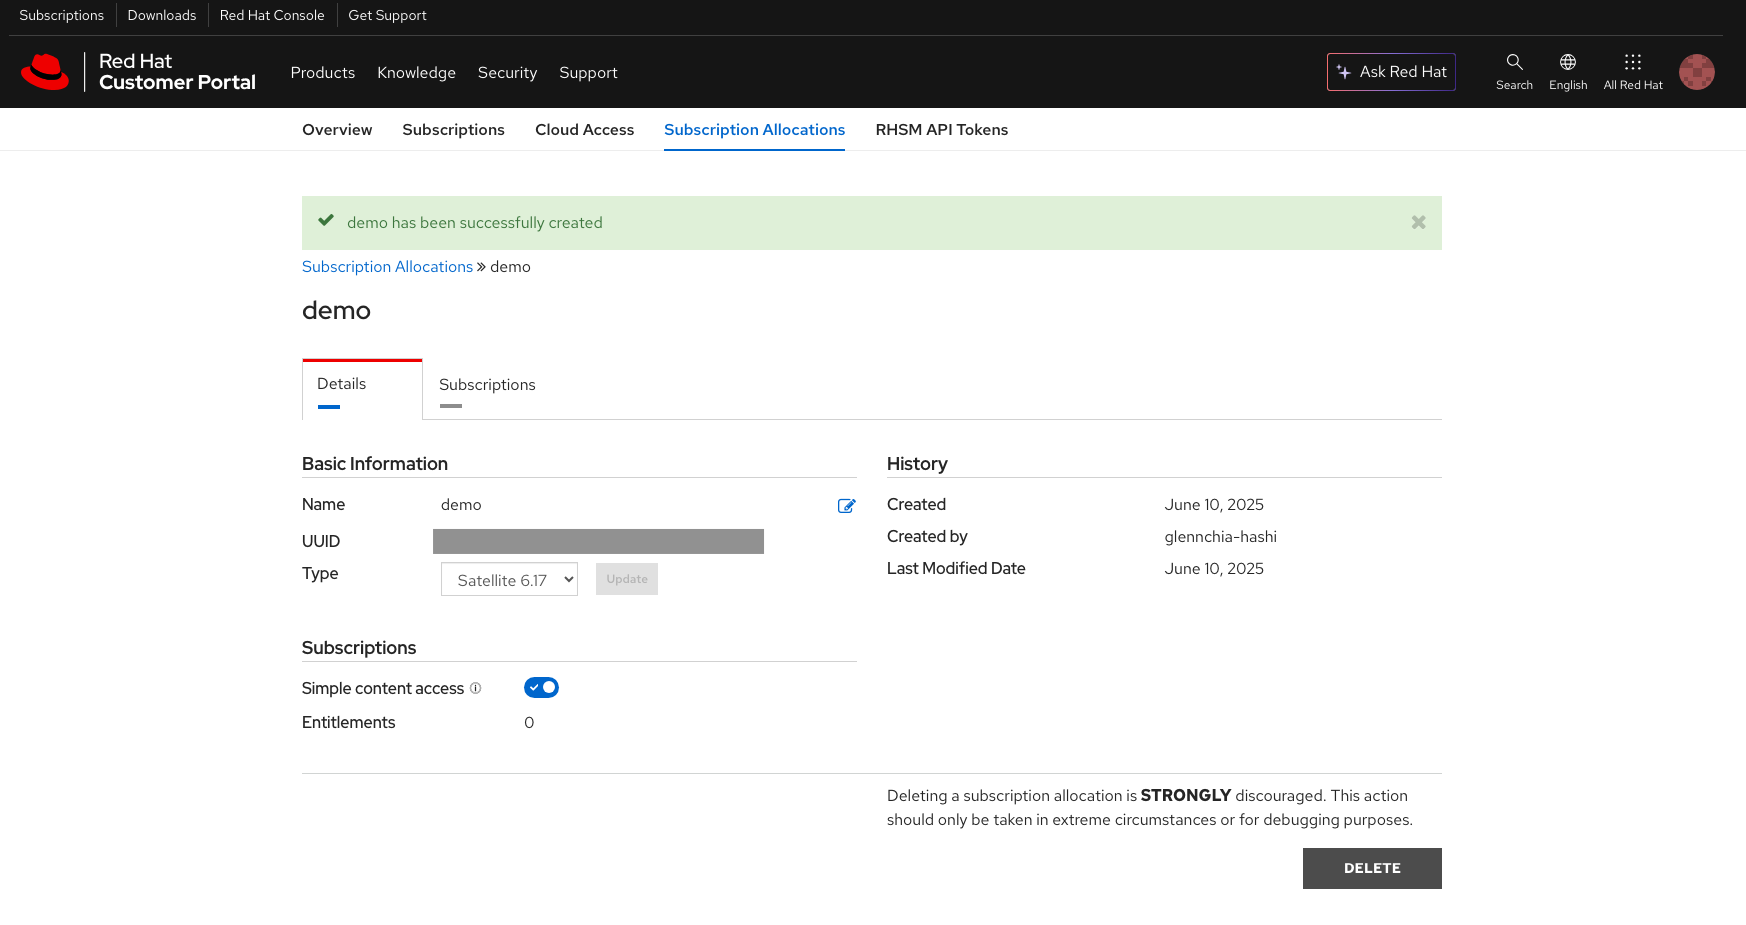 Subscriptions
Downloads
Red Hat Console
Get Support
Red Hat
Customer Portal
Products
Knowledge
Security
Support
Ask Red Hat
Search
English
All Red Hat
Overview
Subscriptions
Cloud Access
Subscription Allocations
RHSM API Tokens
demo has been successfully created
Subscription Allocations » demo
demo
Details
Subscriptions
Basic Information
Name
demo
UUID
Type
Satellite 6.17
Update
History
Created
June 10, 2025
Created by
glennchia-hashi
Last Modified Date
June 10, 2025
Subscriptions
Simple content access
Entitlements
0
Deleting a subscription allocation is STRONGLY discouraged. This action
should only be taken in extreme circumstances or for debugging purposes.
DELETE